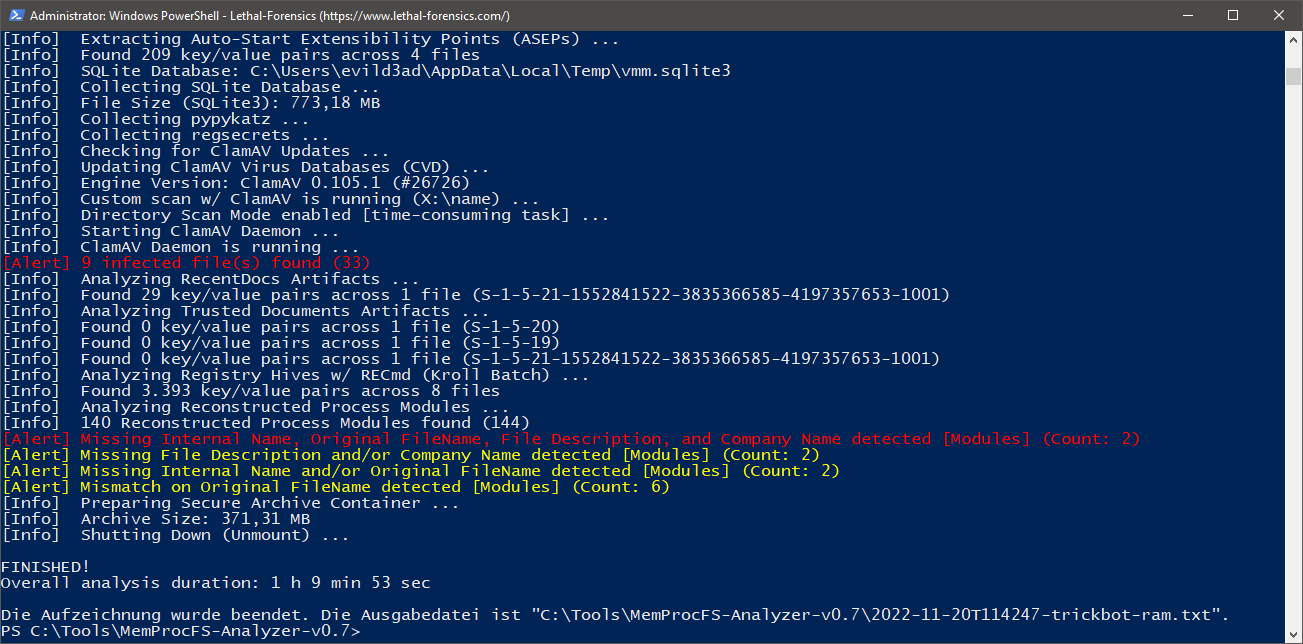 Administrator: Windows PowerShell - Lethal-Forensics (https://www.lethal-forensics.com/)
[Info]  Extracting Auto-Start Extensibility Points (ASEPs) ...
[Info]  Found 209 key/value pairs across 4 files
[Info]  SQLite Database: C:\Users\evild3ad\AppData\Local\Temp\vmm.sqlite3
[Info]  Collecting SQLite Database ...
[Info]  File Size (SQLite3): 773,18 MB
[Info]  Collecting pypykatz ...
[Info]  Collecting regsecrets ...
[Info]  Checking for ClamAV Updates ...
[Info]  Updating ClamAV Virus Databases (CVD) ...
[Info]  Engine Version: ClamAV 0.105.1 (#26726)
[Info]  Custom scan w/ ClamAV is running (X:\name) ...
[Info]  Directory Scan Mode enabled [time-consuming task] ...
[Info]  Starting ClamAV Daemon ...
[Info]  ClamAV Daemon is running ...
[Alert] 9 infected file(s) found (33)
[Info]  Analyzing RecentDocs Artifacts ...
[Info]  Found 29 key/value pairs across 1 file (S-1-5-21-1552841522-3835366585-4197357653-1001)
[Info]  Analyzing Trusted Documents Artifacts ...
[Info]  Found 0 key/value pairs across 1 file (S-1-5-20)
[Info]  Found 0 key/value pairs across 1 file (S-1-5-19)
[Info]  Found 0 key/value pairs across 1 file (S-1-5-21-1552841522-3835366585-4197357653-1001)
[Info]  Analyzing Registry Hives w/ RECmd (Kroll Batch) ...
[Info]  Found 3.393 key/value pairs across 8 files
[Info]  Analyzing Reconstructed Process Modules ...
[Info]  140 Reconstructed Process Modules found (144)
[Alert] Missing Internal Name, Original FileName, File Description, and Company Name detected [Modules] (Count: 2)
[Alert] Missing File Description and/or Company Name detected [Modules] (Count: 2)
[Alert] Missing Internal Name and/or Original FileName detected [Modules] (Count: 2)
[Alert] Mismatch on Original FileName detected [Modules] (Count: 6)
[Info]  Preparing Secure Archive Container ...
[Info]  Archive Size: 371,31 MB
[Info]  Shutting Down (Unmount) ...
FINISHED!
Overall analysis duration: 1 h 9 min 53 sec
Die Aufzeichnung wurde beendet. Die Ausgabedatei ist "C:\Tools\MemProcFS-Analyzer-v0.7\2022-11-20T114247-trickbot-ram.txt".
PS C:\Tools\MemProcFS-Analyzer-v0.7>